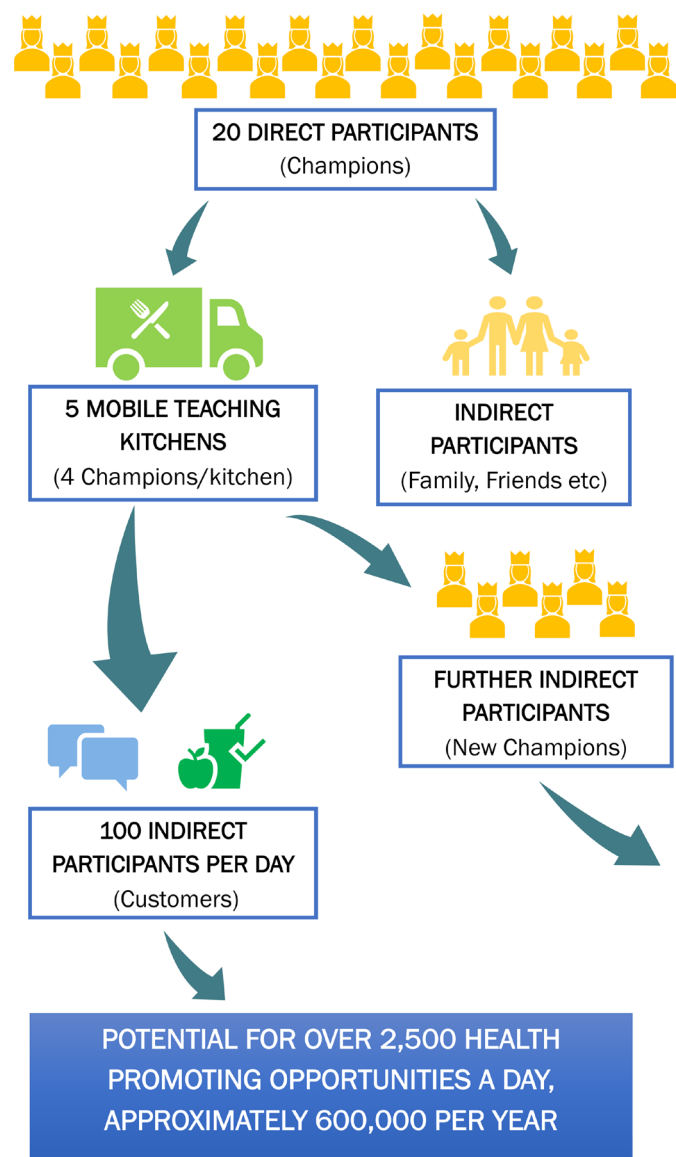 20 DIRECT PARTICIPANTS
(Champions)
5 MOBILE TEACHING
KITCHENS
(4 Champions/kitchen)
INDIRECT
PARTICIPANTS
(Family, Friends etc)
FURTHER INDIRECT
PARTICIPANTS
(New Champions)
100 INDIRECT
PARTICIPANTS PER DAY
(Customers)
POTENTIAL FOR OVER 2,500 HEALTH
PROMOTING OPPORTUNITIES A DAY,
APPROXIMATELY 600,000 PER YEAR